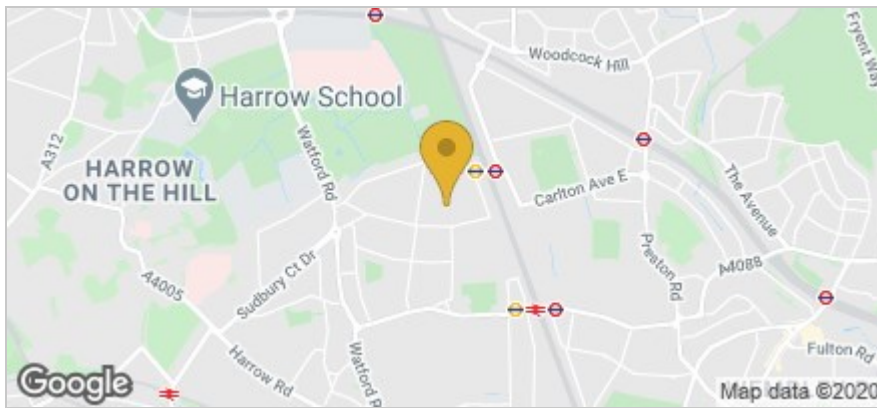 Woodcock Hill
Fryent Way
Harrow School
A312
Watford Rd
HARROW
ON THE HILL
The Avenue
Carlton Ave E
Preston Rd
A4088
Sudbury Ct Dr
A4005
Harrow Rd
Watford Rd
Fulton Rd
Google
Map data ©2020